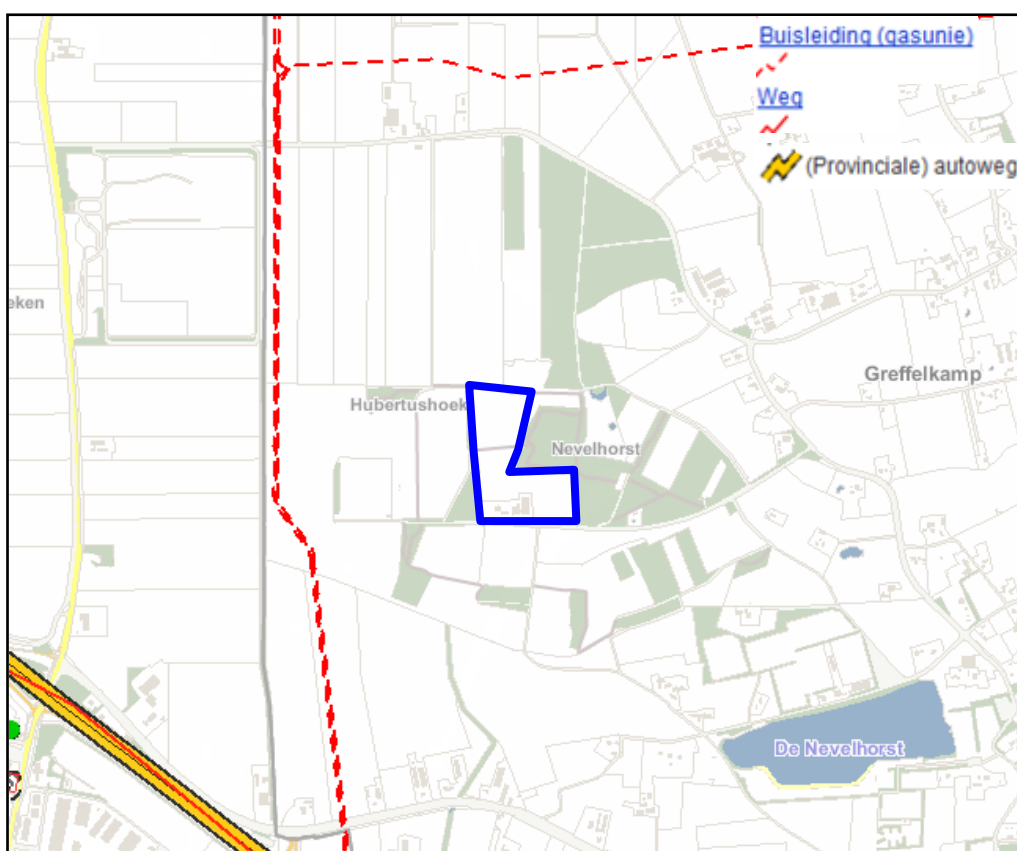 Buisleiding (gasunie)
Weg
(Provinciale) autoweg
eken
Greffelkamp
Hubertushoek
Nevelhorst
De Nevelhorst